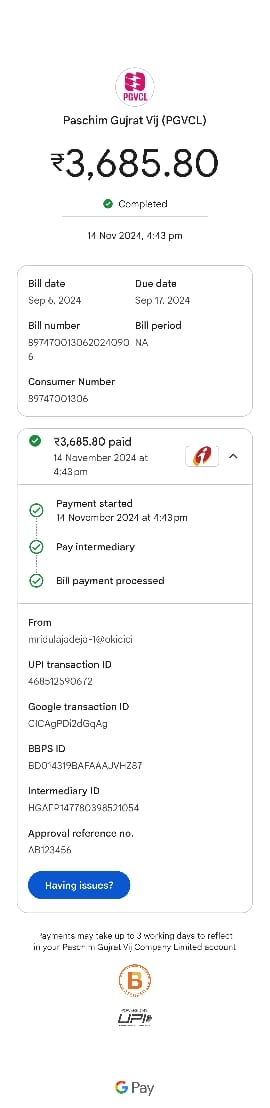 PGVCL
Paschim Gujrat Vij (PGVCL)
₹3,685.80
Completed
14 Nov 2024, 4:43 pm
Bill date Due date
Sep 6, 2024 Sep 17, 2024
Bill number Bill period
897470013062024090 NA
6
Consumer Number
89747001306
₹3,685.80 paid
14 November 2024 at
4:43 pm
Payment started
14 November 2024 at 4:43 pm
Pay intermediary
Bill payment processed
From
mridulajadeja-1@okicici
UPI transaction ID
468512590672
Google transaction ID
CICAgPDi2dGqAg
BBPS ID
BD014319BAFAAAJVHZ87
Intermediary ID
HGAFP147780398521054
Approval reference no.
AB123456
Having issues?
Payments may take up to 3 working days to reflect
in your Paschim Gujrat Vij Company Limited account
B
POWERED BY
UPI
G Pay